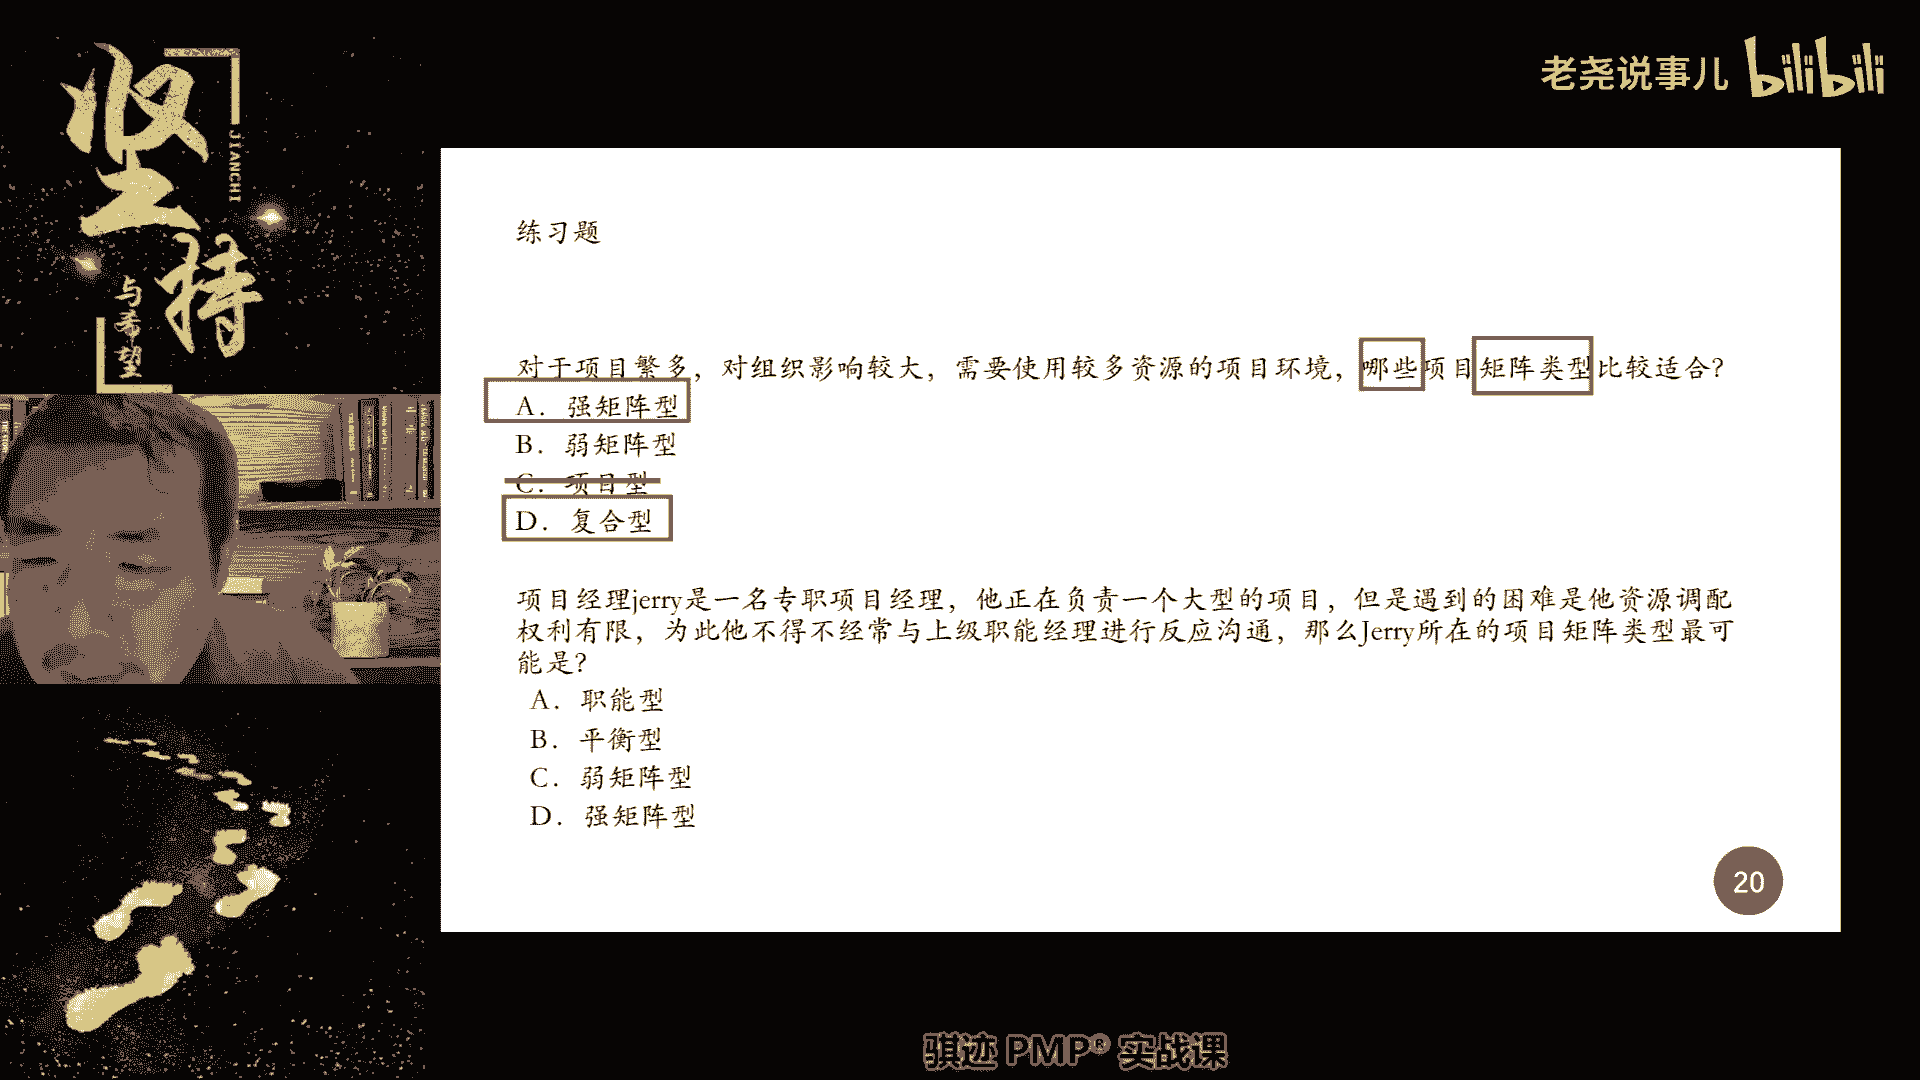 坚持
JIANCHI
与希望
老尧说事儿 bilibili
练习题
对于项目繁多，对组织影响较大，需要使用较多资源的项目环境，哪些项目矩阵类型比较适合？
A. 强矩阵型
B. 弱矩阵型
C. 项目型
D. 复合型
项目经理jerry是一名专职项目经理，他正在负责一个大型的项目，但是遇到的困难是他资源调配
权利有限，为此他不得不经常与上级职能经理进行反应沟通，那么Jerry所在的项目矩阵类型最可
能是？
A. 职能型
B. 平衡型
C. 弱矩阵型
D. 强矩阵型
20
骐迹 PMP® 实战课